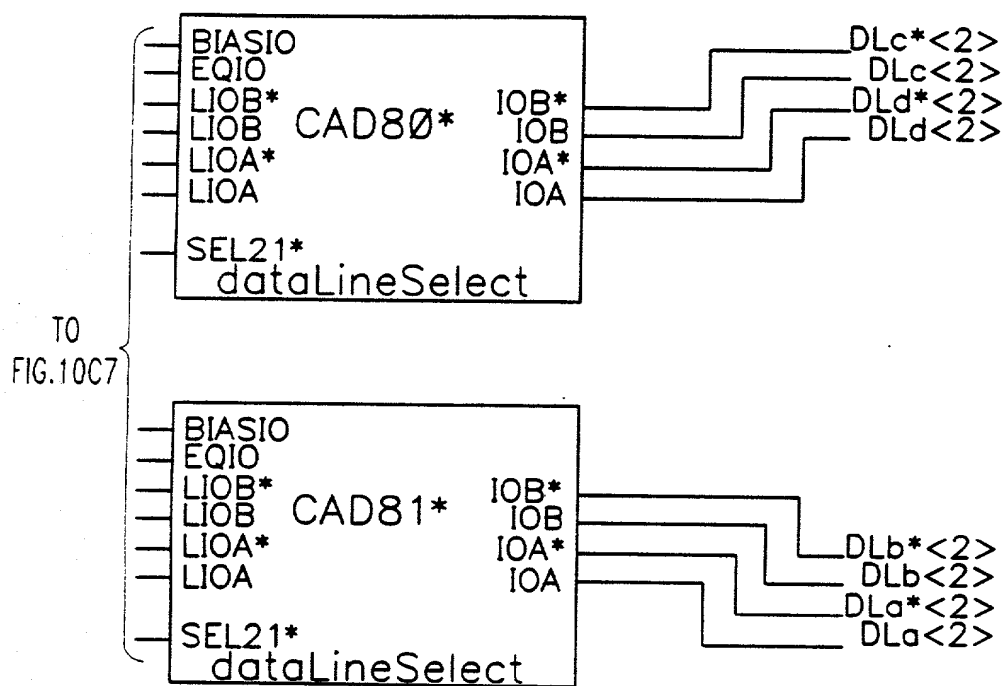 BIASIO
EQIO
LIOB*
LIOB
LIOA*
LIOA
SEL21*
CAD80*
dataLineSelect
IOB*
IOB
IOA*
IOA
DLc*<2>
DLc<2>
DLd*<2>
DLd<2>
TO
FIG.10C7
BIASIO
EQIO
LIOB*
LIOB
LIOA*
LIOA
SEL21*
CAD81*
dataLineSelect
IOB*
IOB
IOA*
IOA
DLb*<2>
DLb<2>
DLa*<2>
DLa<2>